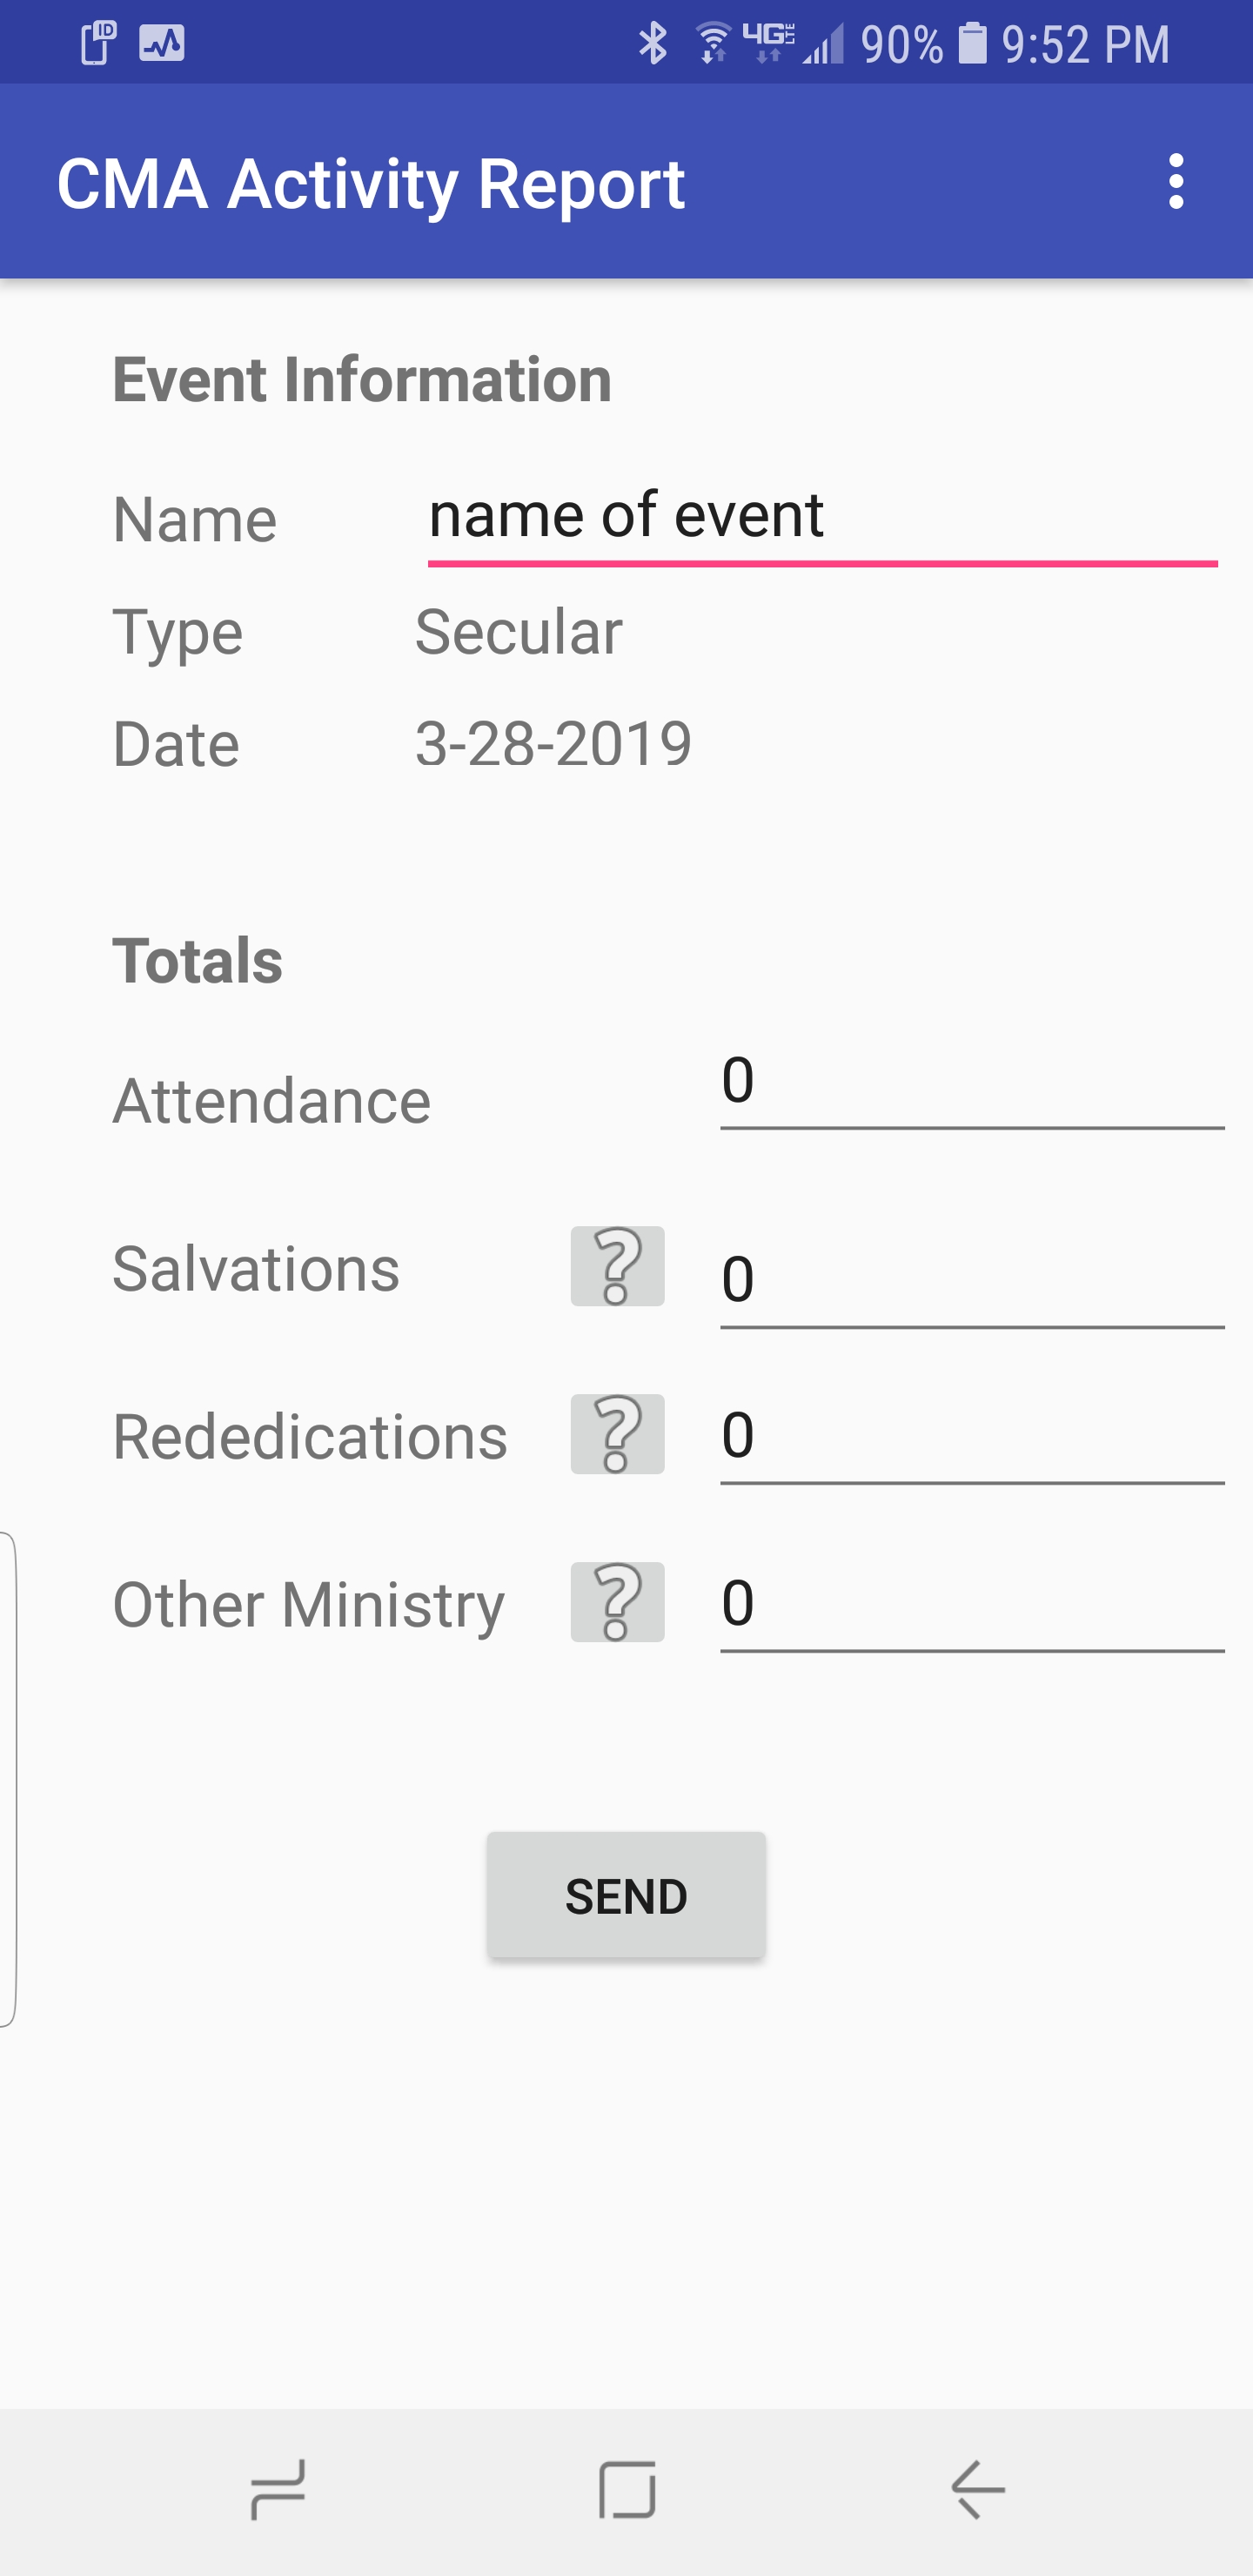 ID 4G LTE 90% 9:52 PM
CMA Activity Report
Event Information
Name name of event
Type Secular
Date 3-28-2019
Totals
Attendance 0
Salvations ? 0
Rededications ? 0
Other Ministry ? 0
SEND